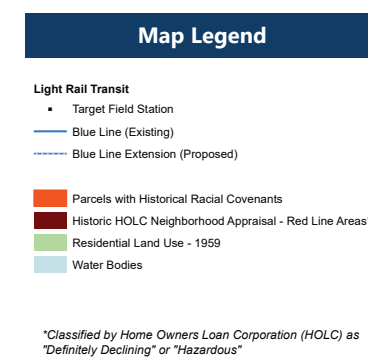 Map Legend
Light Rail Transit
Target Field Station
Blue Line (Existing)
Blue Line Extension (Proposed)
Parcels with Historical Racial Covenants
Historic HOLC Neighborhood Appraisal - Red Line Areas*
Residential Land Use - 1959
Water Bodies
*Classified by Home Owners Loan Corporation (HOLC) as
"Definitely Declining" or "Hazardous"